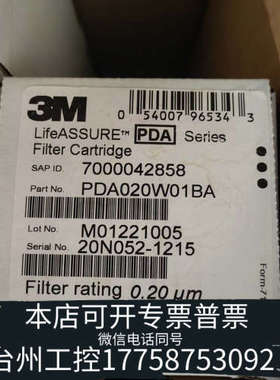 3M
0 54007 96534 3
LifeASSURE™ PDA Series
Filter Cartridge
SAP ID. 7000042858
Part No. PDA020W01BA
Lot No. M01221005
Serial No. 20N052-1215
Filter rating 0.20 µm
Form-77
本店可开专票普票
微信电话同号
台州工控17758753092